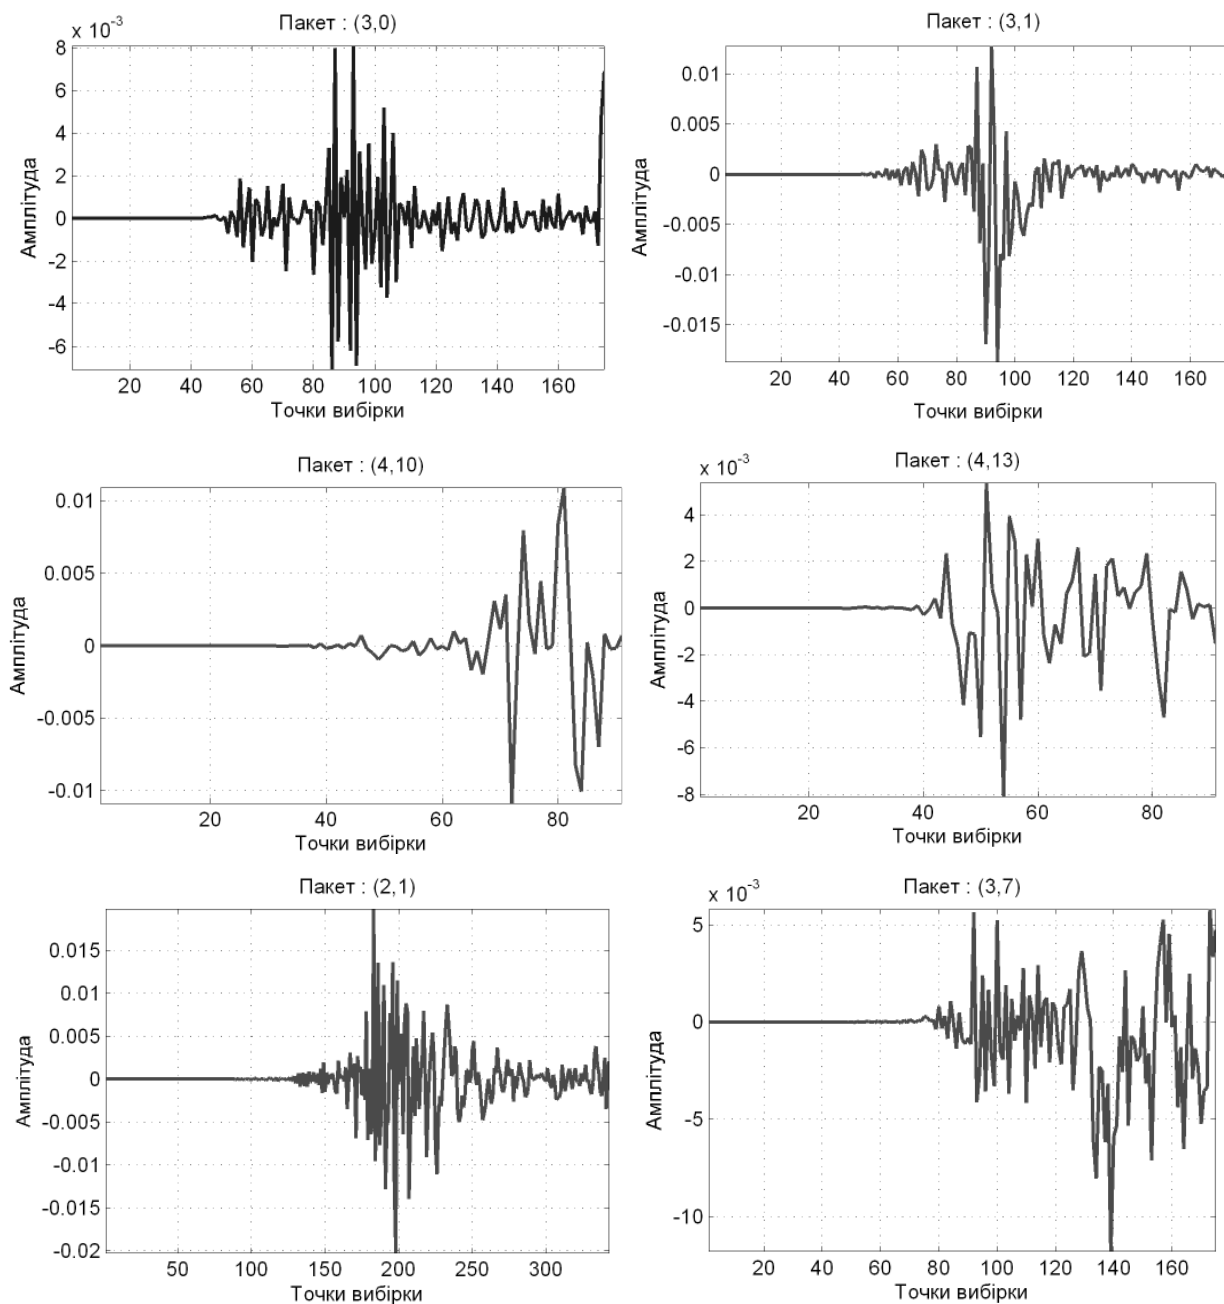 Пакет : (3,0)
x 10-3
8
6
4
2
0
-2
-4
-6
Амплітуда
20 40 60 80 100 120 140 160
Точки вибірки
Пакет : (3,1)
0.01
0.005
0
-0.005
-0.01
-0.015
Амплітуда
20 40 60 80 100 120 140 160
Точки вибірки
Пакет : (4,10)
0.01
0.005
0
-0.005
-0.01
Амплітуда
20 40 60 80
Точки вибірки
Пакет : (4,13)
x 10-3
4
2
0
-2
-4
-6
-8
Амплітуда
20 40 60 80
Точки вибірки
Пакет : (2,1)
0.015
0.01
0.005
0
-0.005
-0.01
-0.015
-0.02
Амплітуда
50 100 150 200 250 300
Точки вибірки
Пакет : (3,7)
x 10-3
5
0
-5
-10
Амплітуда
20 40 60 80 100 120 140 160
Точки вибірки